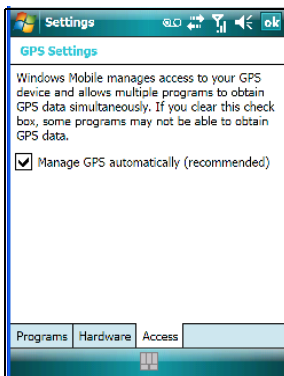 Settings ok
GPS Settings
Windows Mobile manages access to your GPS
device and allows multiple programs to obtain
GPS data simultaneously. If you clear this check
box, some programs may not be able to obtain
GPS data.
Manage GPS automatically (recommended)
Programs Hardware Access